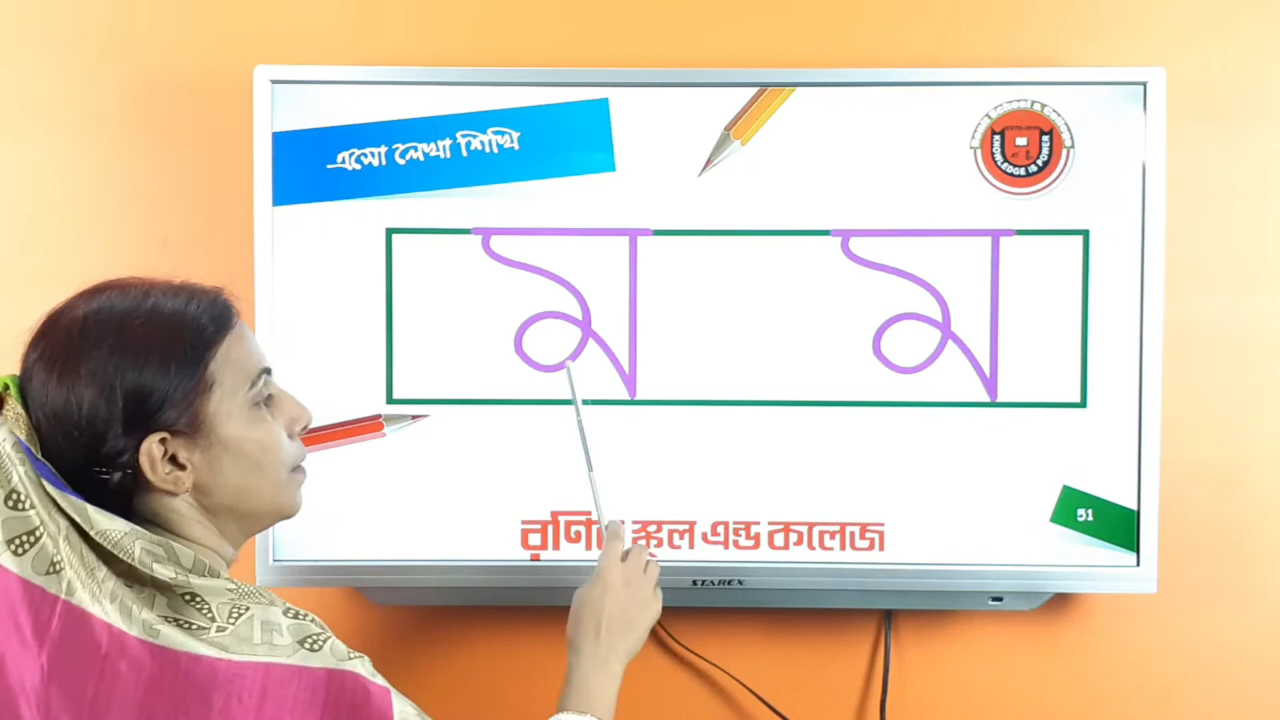 এসো লেখা শিখি
KNOWLEDGE IS POWER
ম ম
51
স্কুল এন্ড কলেজ
STAREX